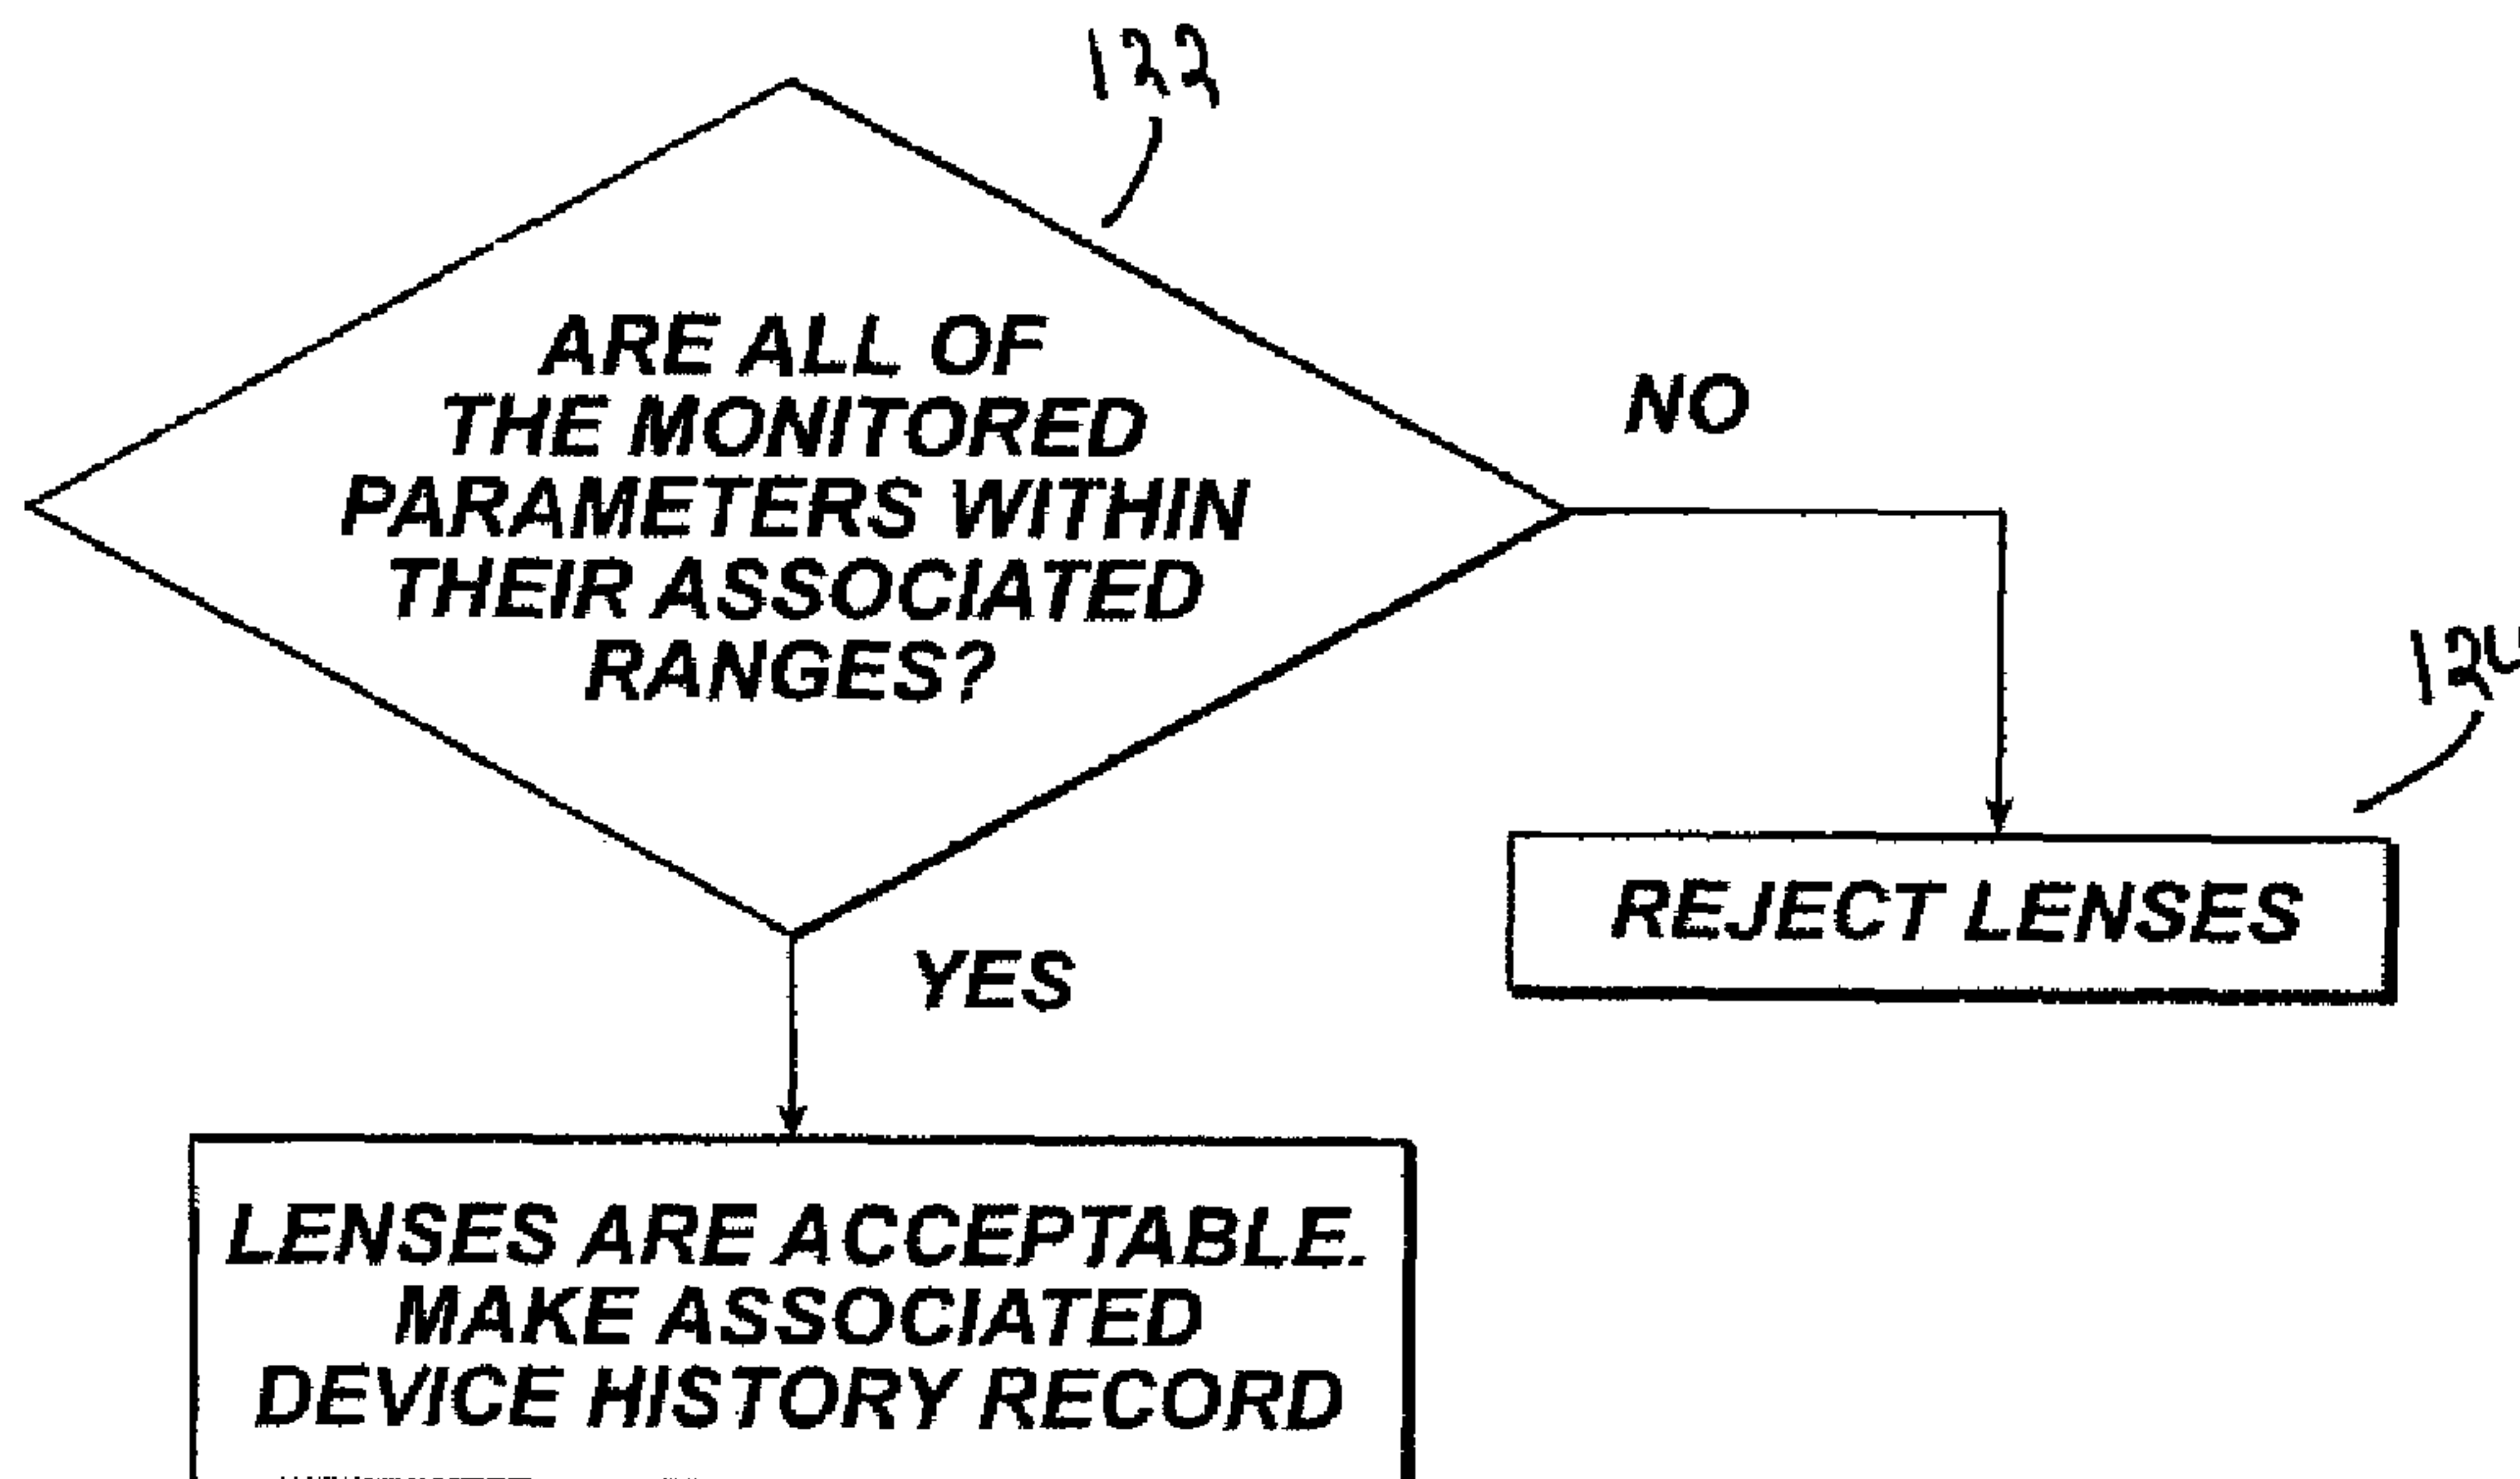 122
ARE ALL OF
THE MONITORED
PARAMETERS WITHIN
THEIR ASSOCIATED
RANGES?
NO
124
REJECT LENSES
YES
LENSES ARE ACCEPTABLE.
MAKE ASSOCIATED
DEVICE HISTORY RECORD